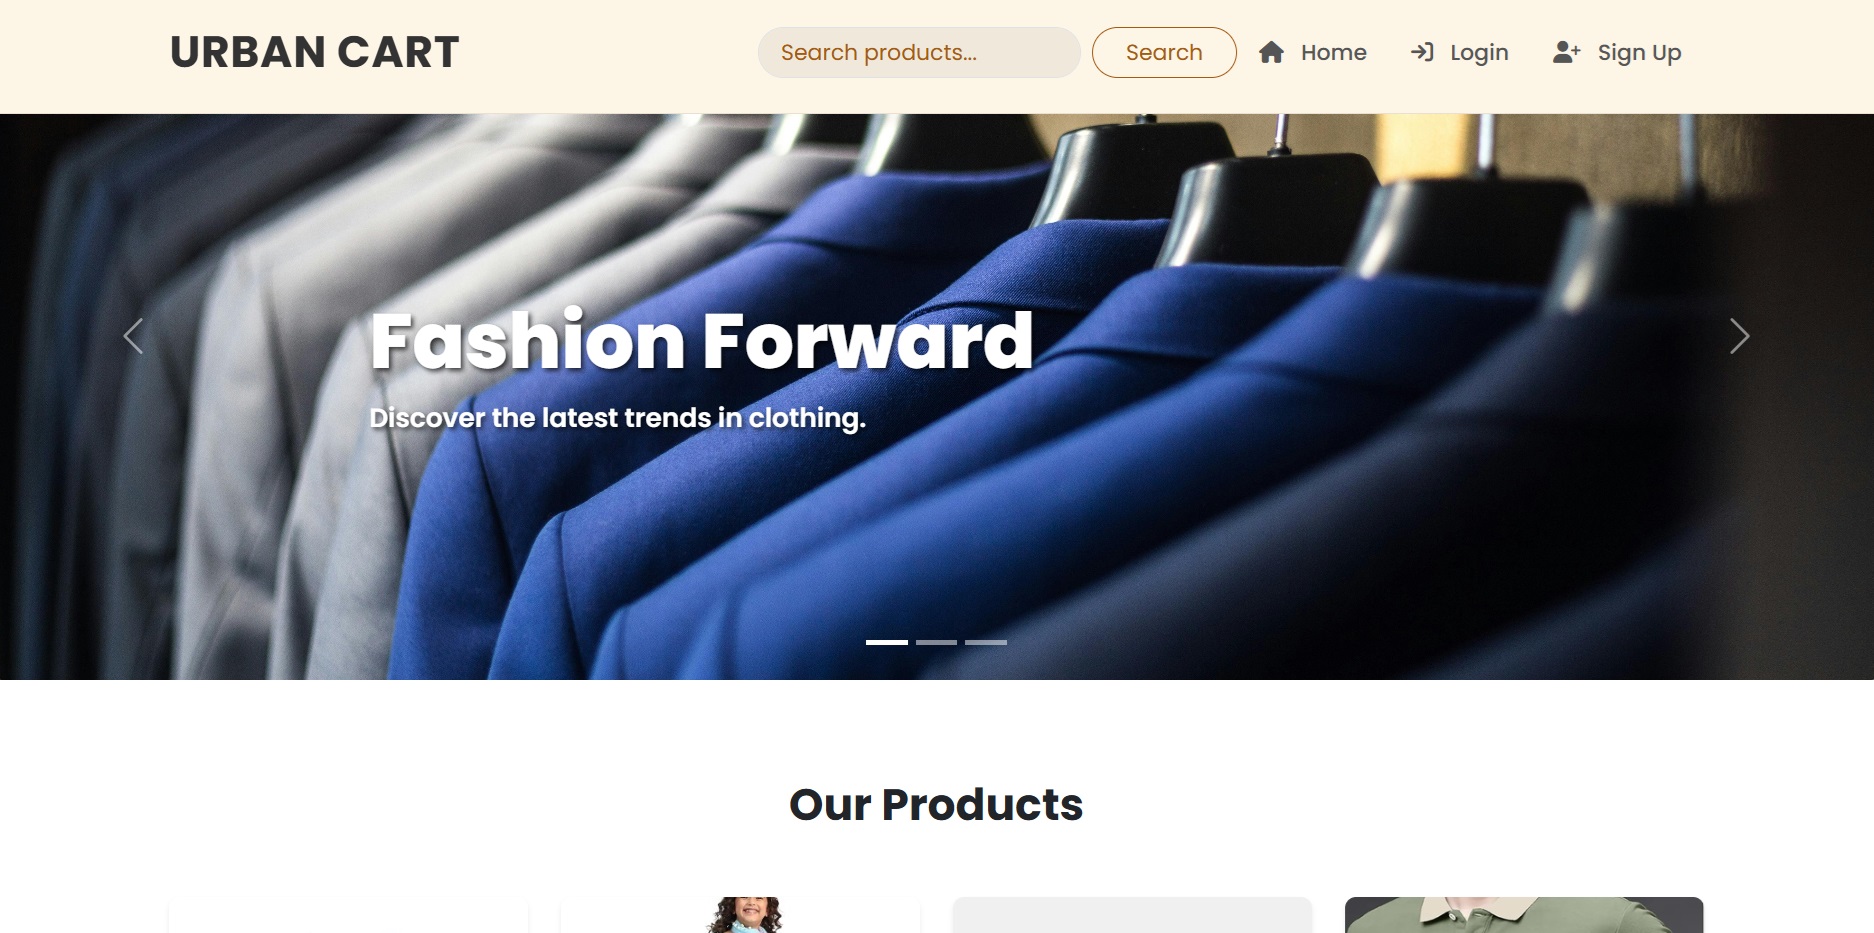 URBAN CART
Search products...
Search
Home
Login
Sign Up
Fashion Forward
Discover the latest trends in clothing.
Our Products